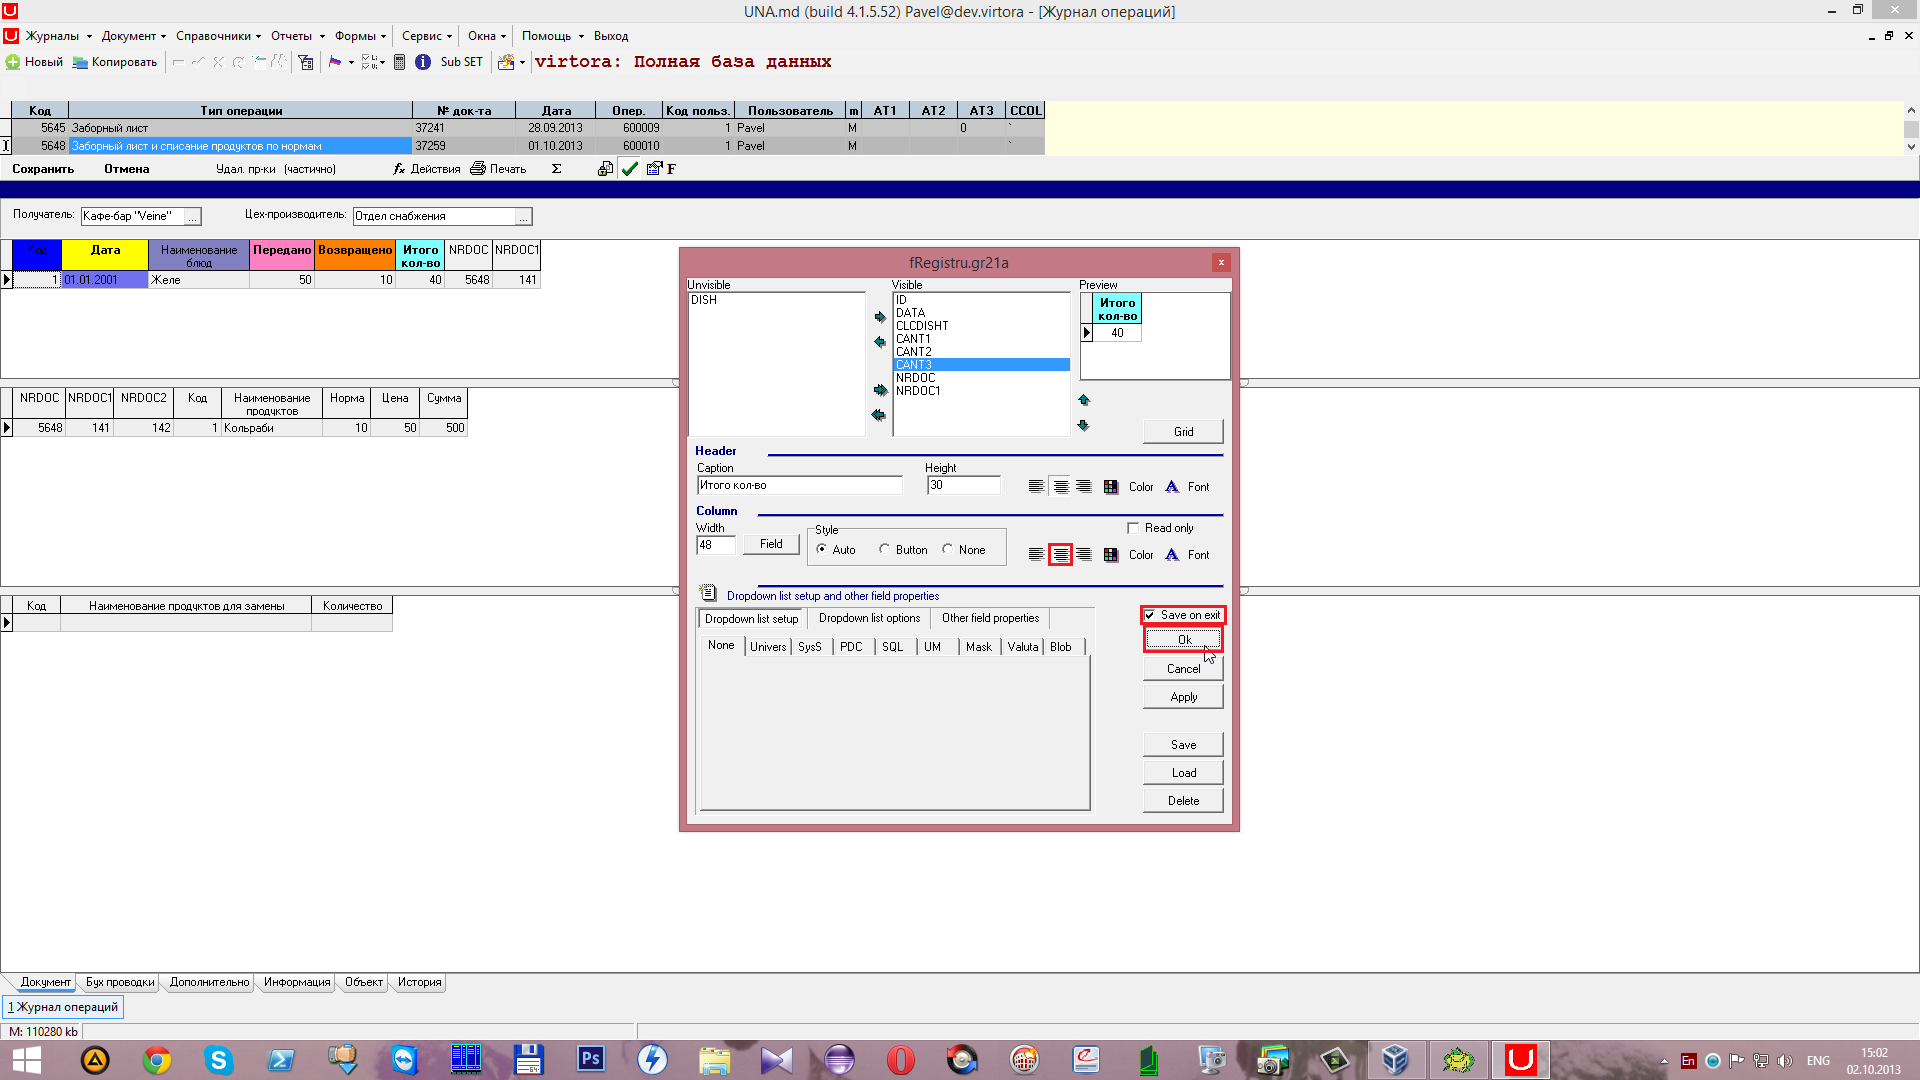 UNA.md (build 4.1.5.52) Pavel@dev.virtora - [Журнал операций]
Журналы Документ Справочники Отчеты Формы Сервис Окна Помощь Выход
Новый Копировать Sub SET virtora: Полная база данных
Код Тип операции № док-та Дата Опер. Код польз. Пользователь m AT1 AT2 AT3 CCOL
5645 Заборный лист 37241 28.09.2013 600009 1 Pavel M 0 `
5648 Заборный лист и списание продуктов по нормам 37259 01.10.2013 600010 1 Pavel M `
Сохранить Отмена Удал. пр-ки (частично) fx Действия Печать Σ F
Получатель: Кафе-бар "Veine" ... Цех-производитель: Отдел снабжения ...
Код Дата Наименование блюд Передано Возвращено Итого кол-во NRDOC NRDOC1
1 01.01.2001 Желе 50 10 40 5648 141
NRDOC NRDOC1 NRDOC2 Код Наименование продуктов Норма Цена Сумма
5648 141 142 1 Кольраби 10 50 500
Код Наименование продуктов для замены Количество
fRegistru.gr21a
x
Unvisible Visible Preview
DISH
ID
DATA
CLCDISHT
CANT1
CANT2
CANT3
NRDOC
NRDOC1
Итого кол-во
40
Grid
Header
Caption Height
Итого кол-во 30 Color A Font
Column
Width Style Read only
48 Field Auto Button None Color A Font
Dropdown list setup and other field properties
Dropdown list setup Dropdown list options Other field properties
None Univers SysS PDC SQL UM Mask Valuta Blob
Save on exit
Ok
Cancel
Apply
Save
Load
Delete
Документ Бух проводки Дополнительно Информация Объект История
1 Журнал операций
M: 110280 kb
Ps
64
En
ENG
15:02
02.10.2013